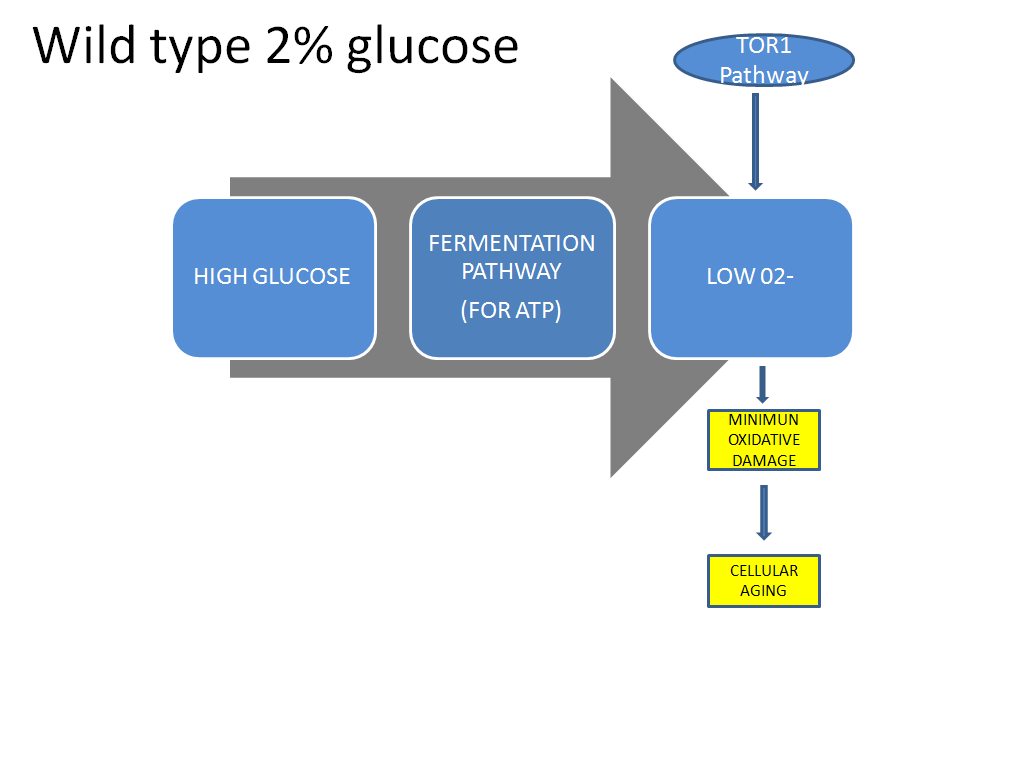 Wild type 2% glucose
TOR1
Pathway
HIGH GLUCOSE
FERMENTATION
PATHWAY
(FOR ATP)
LOW 02-
MINIMUN
OXIDATIVE
DAMAGE
CELLULAR
AGING